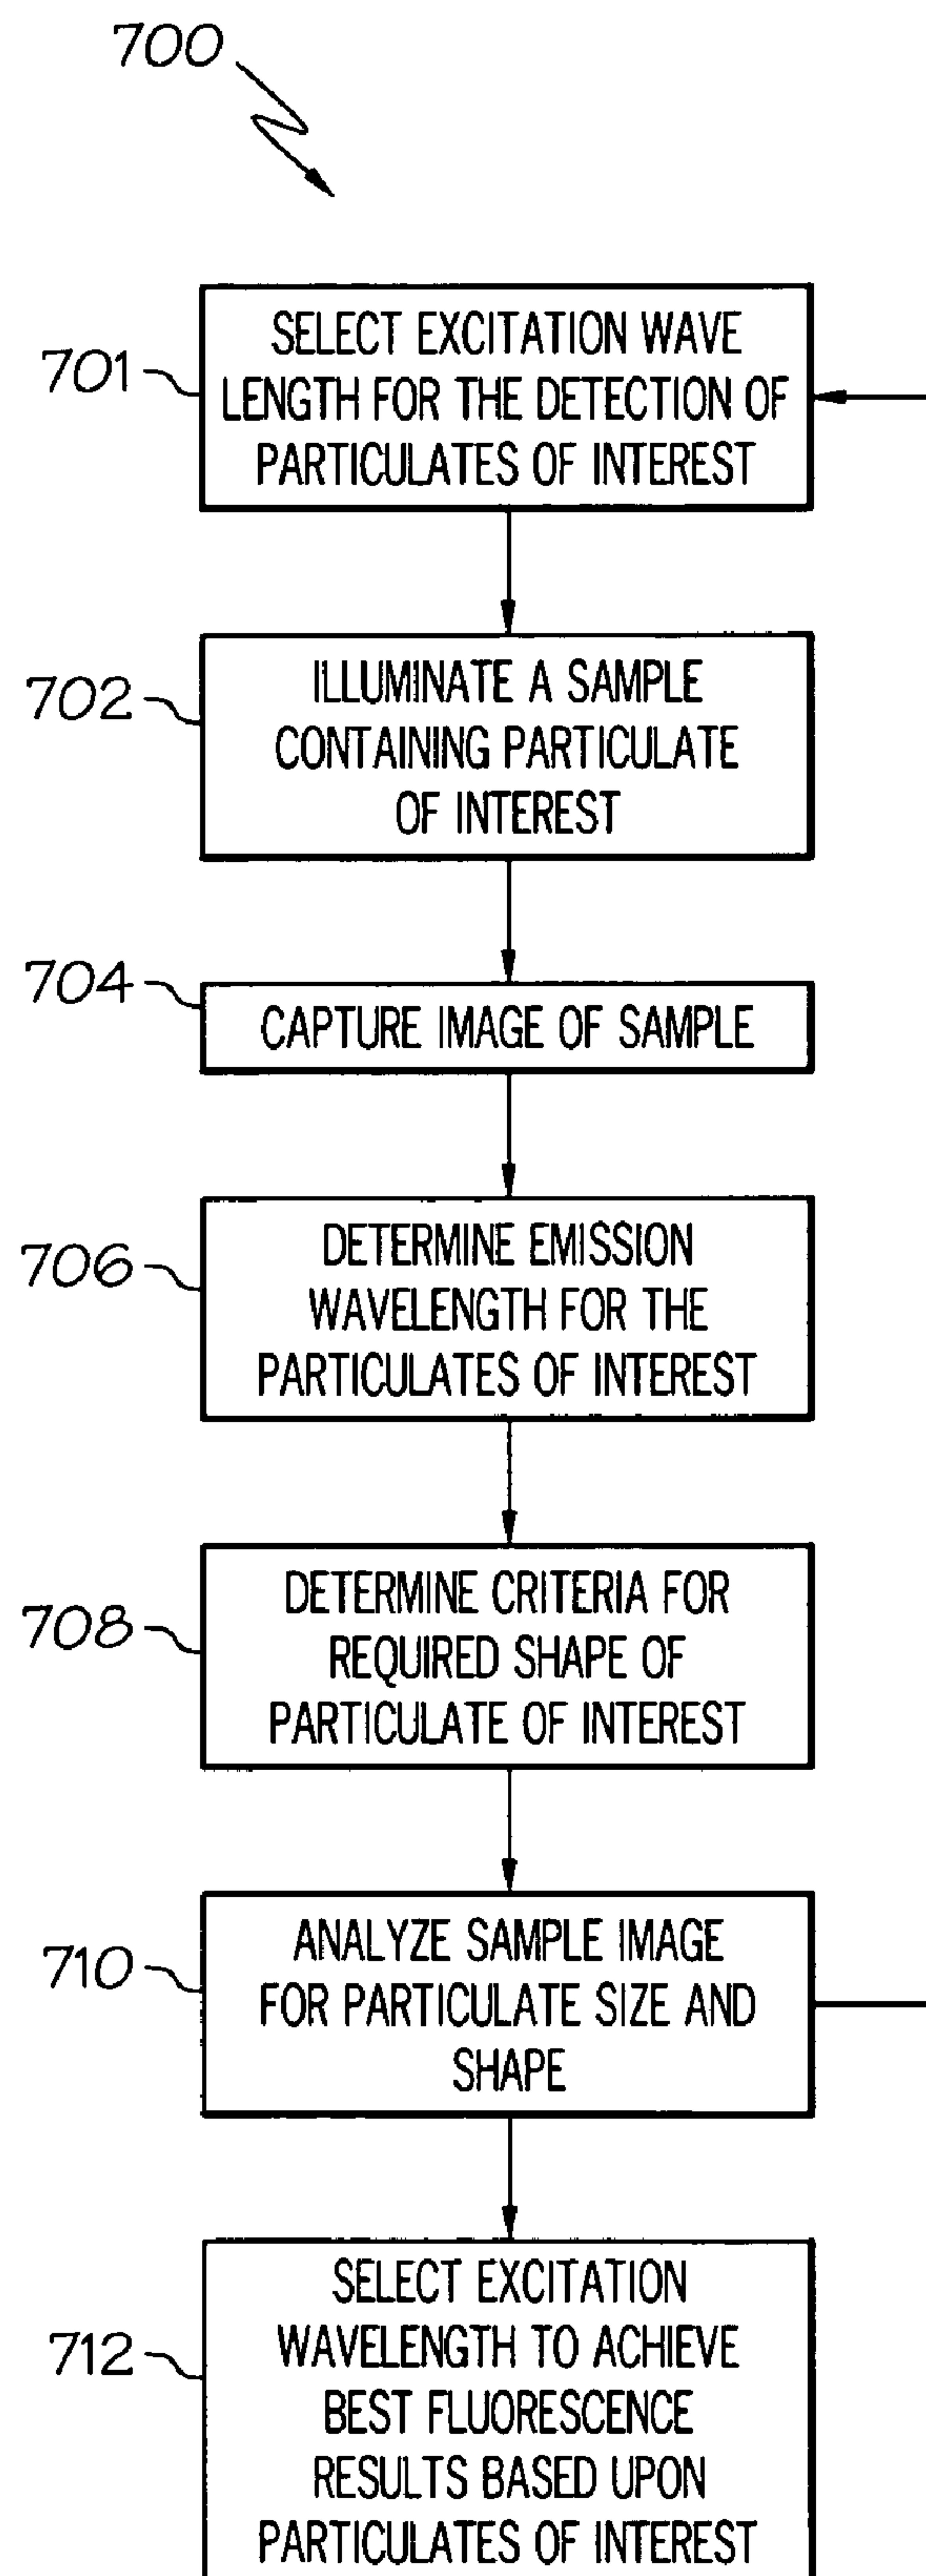 700
701
SELECT EXCITATION WAVE
LENGTH FOR THE DETECTION OF
PARTICULATES OF INTEREST
702
ILLUMINATE A SAMPLE
CONTAINING PARTICULATE
OF INTEREST
704
CAPTURE IMAGE OF SAMPLE
706
DETERMINE EMISSION
WAVELENGTH FOR THE
PARTICULATES OF INTEREST
708
DETERMINE CRITERIA FOR
REQUIRED SHAPE OF
PARTICULATE OF INTEREST
710
ANALYZE SAMPLE IMAGE
FOR PARTICULATE SIZE AND
SHAPE
712
SELECT EXCITATION
WAVELENGTH TO ACHIEVE
BEST FLUORESCENCE
RESULTS BASED UPON
PARTICULATES OF INTEREST